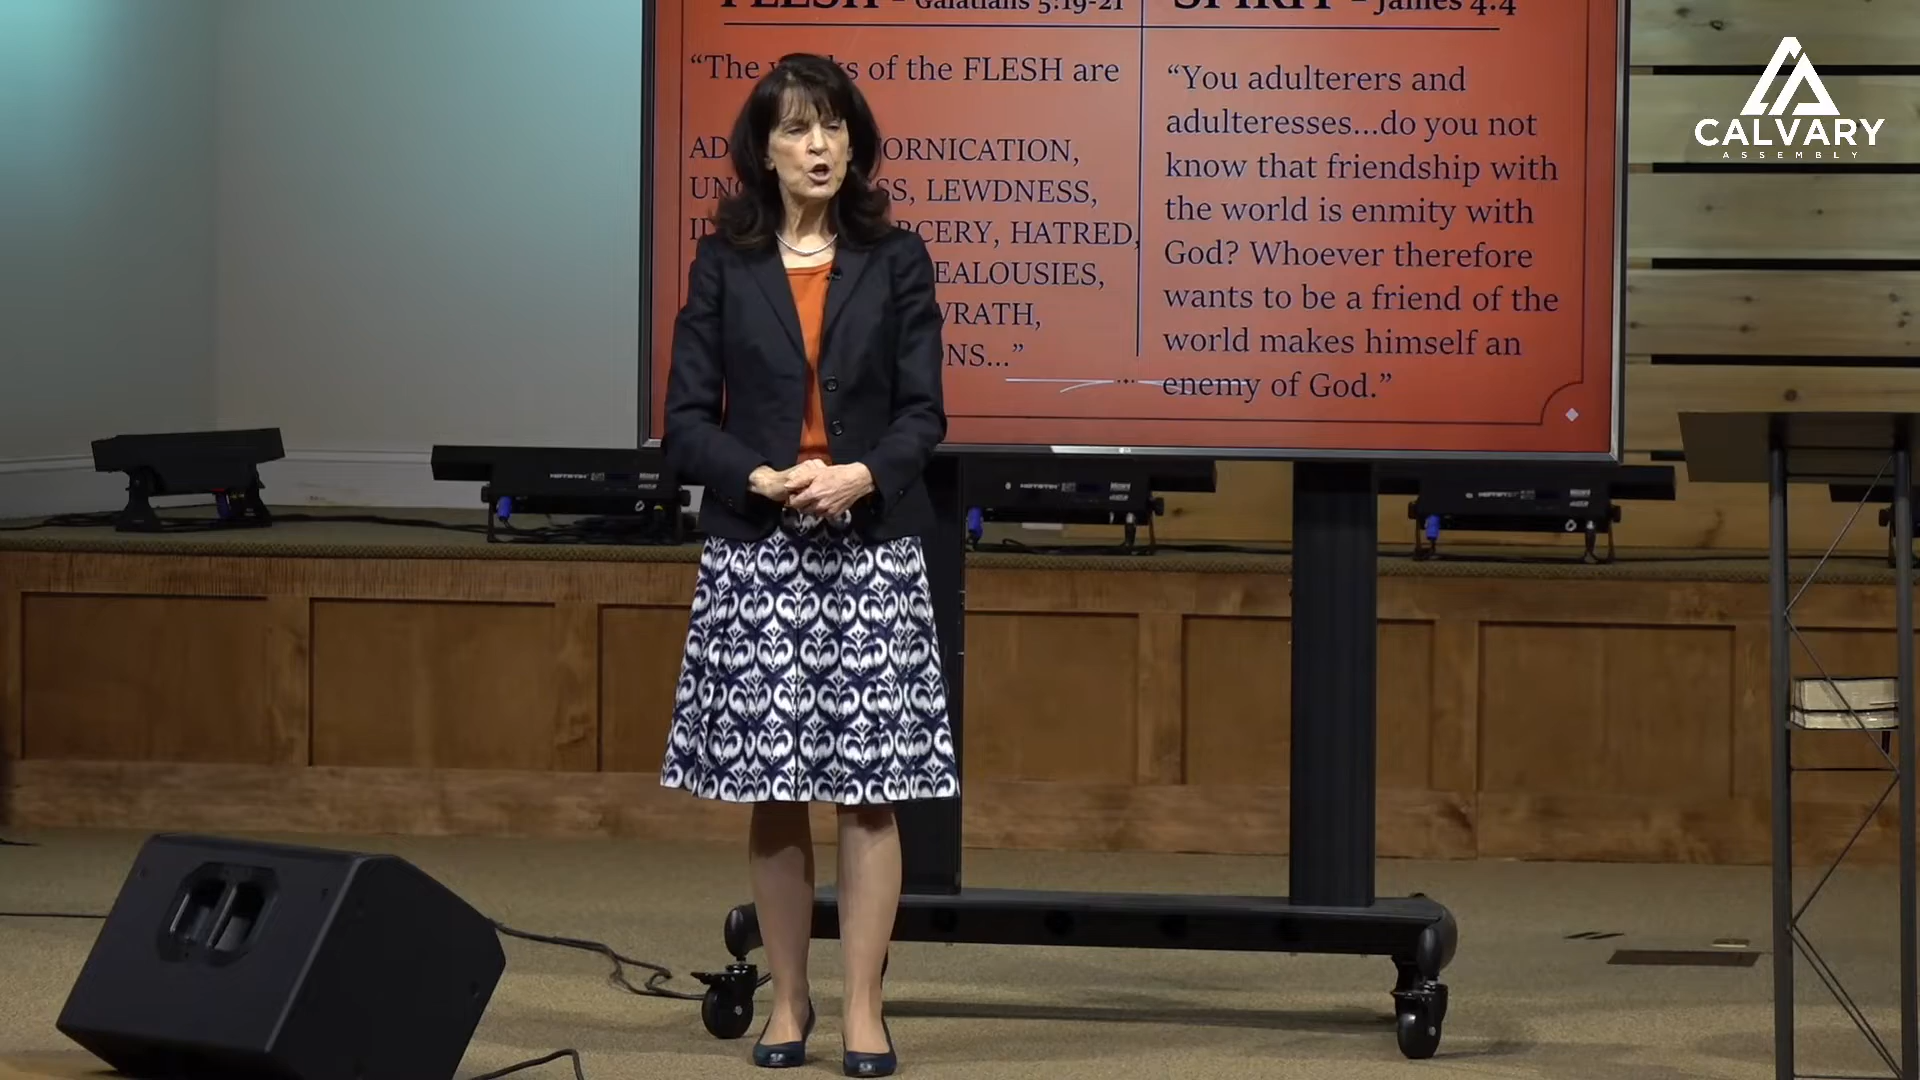 FLESH – Galatians 5:19-21
SPIRIT – James 4:4
"The works of the FLESH are
ORNICATION,
SS, LEWDNESS,
RCERY, HATRED,
EALOUSIES,
WRATH,
NS..."
"You adulterers and
adulteresses...do you not
know that friendship with
the world is enmity with
God? Whoever therefore
wants to be a friend of the
world makes himself an
enemy of God."
CALVARY
ASSEMBLY